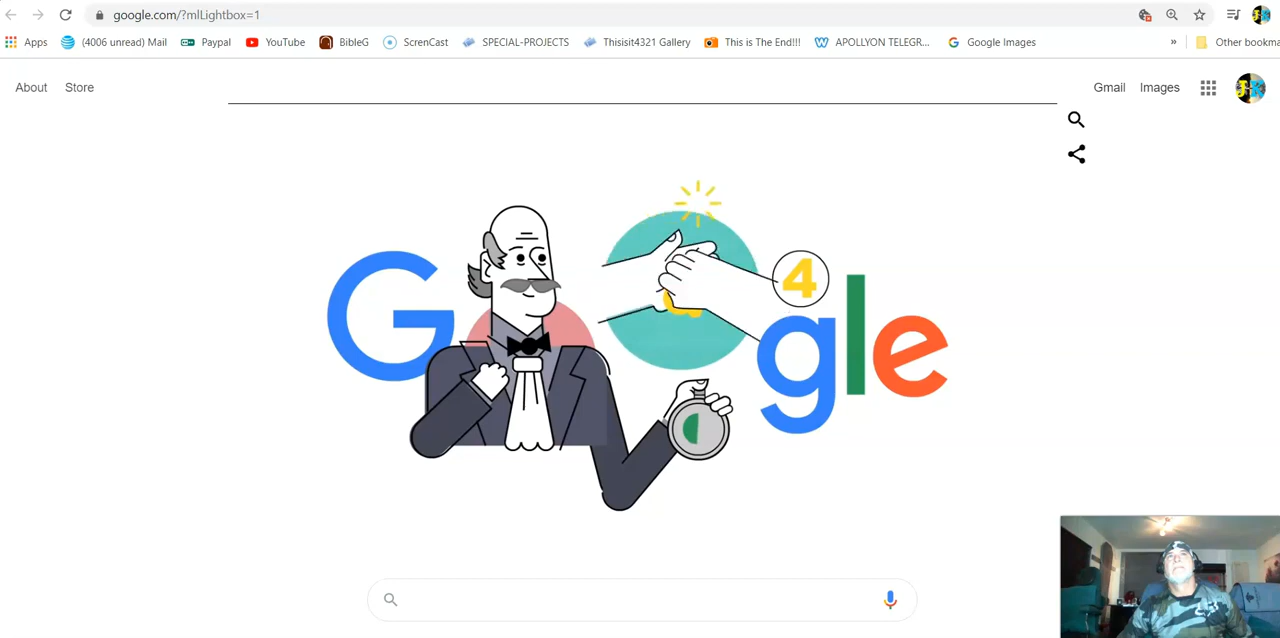 google.com/?mlLightbox=1
Apps (4006 unread) Mail Paypal YouTube BibleG ScrenCast SPECIAL-PROJECTS Thisisit4321 Gallery This is The End!!! APOLLYON TELEGR... Google Images » Other bookma
About Store Gmail Images
G gle
4